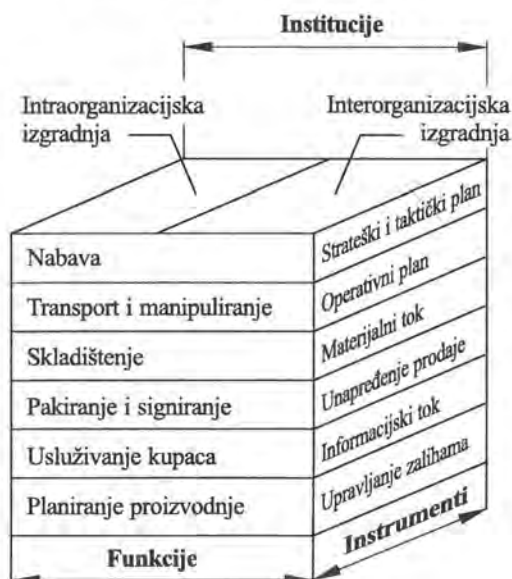 Institucije
Intraorganizacijska
izgradnja
Interorganizacijska
izgradnja
Nabava
Transport i manipuliranje
Skladištenje
Pakiranje i signiranje
Usluživanje kupaca
Planiranje proizvodnje
Funkcije
Strateški i taktički plan
Operativni plan
Materijalni tok
Unapređenje prodaje
Informacijski tok
Upravljanje zalihama
Instrumenti